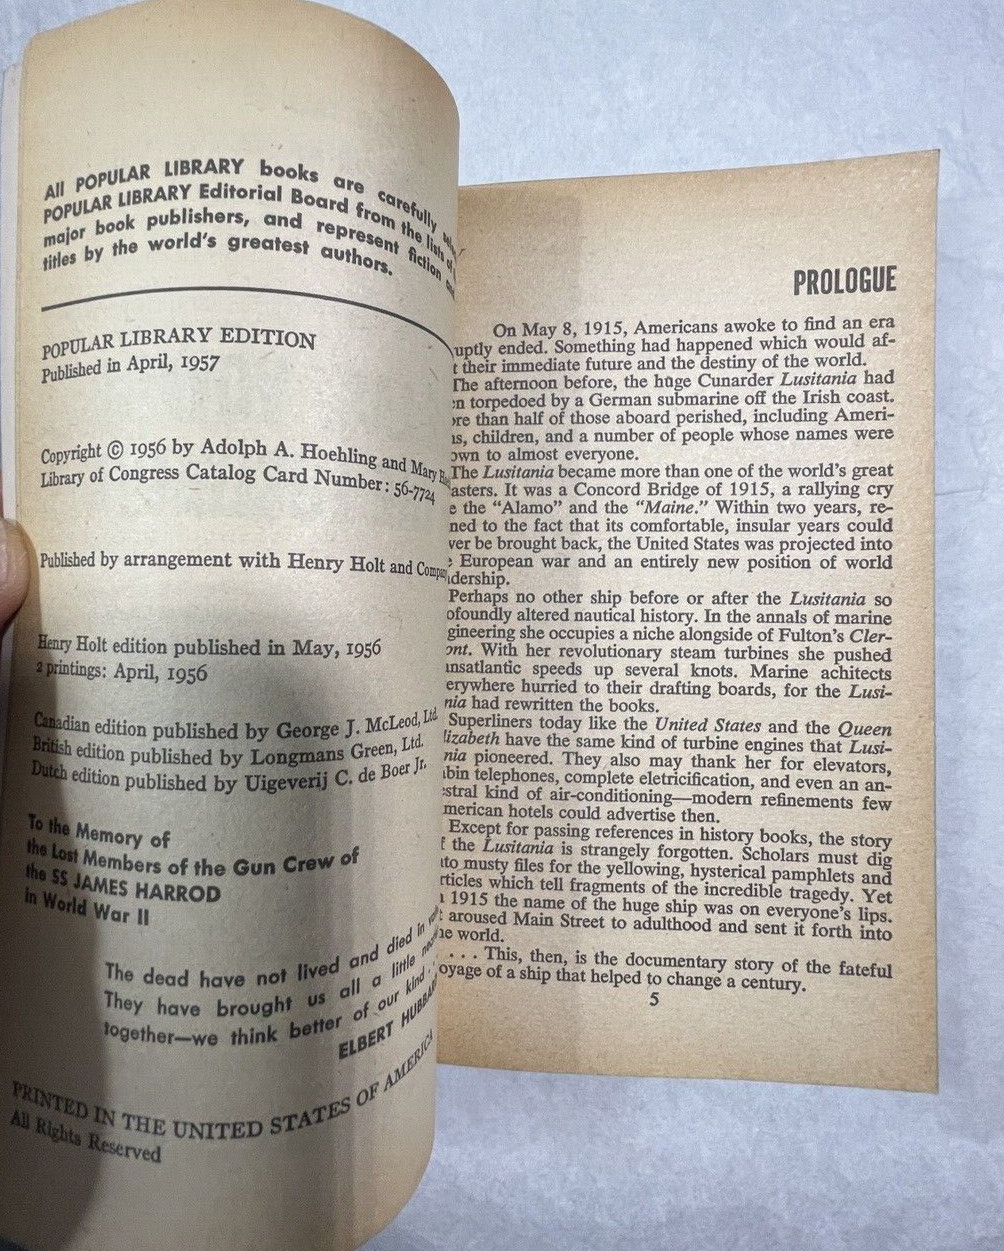 All POPULAR LIBRARY books are carefully
POPULAR LIBRARY Editorial Board from the lists of
major book publishers, and represent fiction
titles by the world's greatest authors.
POPULAR LIBRARY EDITION
Published in April, 1957
Copyright © 1956 by Adolph A. Hoehling and Mary
Library of Congress Catalog Card Number: 56-7724
Published by arrangement with Henry Holt and Company
Henry Holt edition published in May, 1956
2 printings: April, 1956
Canadian edition published by George J. McLeod, Ltd.
British edition published by Longmans Green, Ltd.
Dutch edition published by Uigeverij C. de Boer Jr.
To the Memory of
the Lost Members of the Gun Crew of
the SS JAMES HARROD
in World War II
The dead have not lived and died in
They have brought us all a little
together—we think better of our kind.
ELBERT HUBBARD
PRINTED IN THE UNITED STATES OF AMERICA
All Rights Reserved
PROLOGUE
On May 8, 1915, Americans awoke to find an era
uptly ended. Something had happened which would af-
t their immediate future and the destiny of the world.
The afternoon before, the huge Cunarder Lusitania had
en torpedoed by a German submarine off the Irish coast.
ore than half of those aboard perished, including Ameri-
ns, children, and a number of people whose names were
own to almost everyone.
The Lusitania became more than one of the world's great
asters. It was a Concord Bridge of 1915, a rallying cry
e the "Alamo" and the "Maine." Within two years, re-
ned to the fact that its comfortable, insular years could
ver be brought back, the United States was projected into
e European war and an entirely new position of world
dership.
Perhaps no other ship before or after the Lusitania so
ofoundly altered nautical history. In the annals of marine
gineering she occupies a niche alongside of Fulton's Cler-
ont. With her revolutionary steam turbines she pushed
ansatlantic speeds up several knots. Marine achitects
erywhere hurried to their drafting boards, for the Lusi-
nia had rewritten the books.
Superliners today like the United States and the Queen
lizabeth have the same kind of turbine engines that Lusi-
nia pioneered. They also may thank her for elevators,
bin telephones, complete eletricification, and even an an-
estral kind of air-conditioning—modern refinements few
merican hotels could advertise then.
Except for passing references in history books, the story
f the Lusitania is strangely forgotten. Scholars must dig
nto musty files for the yellowing, hysterical pamphlets and
rticles which tell fragments of the incredible tragedy. Yet
n 1915 the name of the huge ship was on everyone's lips.
t aroused Main Street to adulthood and sent it forth into
he world.
. . . This, then, is the documentary story of the fateful
oyage of a ship that helped to change a century.
5